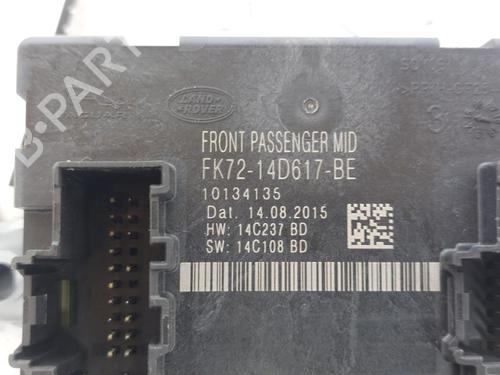 B-PARTS
LAND-
ROVER
JAGUAR
FRONT PASSENGER MID
FK72-14D617-BE
10134135
Dat. 14.08.2015
HW: 14C237 BD
SW: 14C108 BD